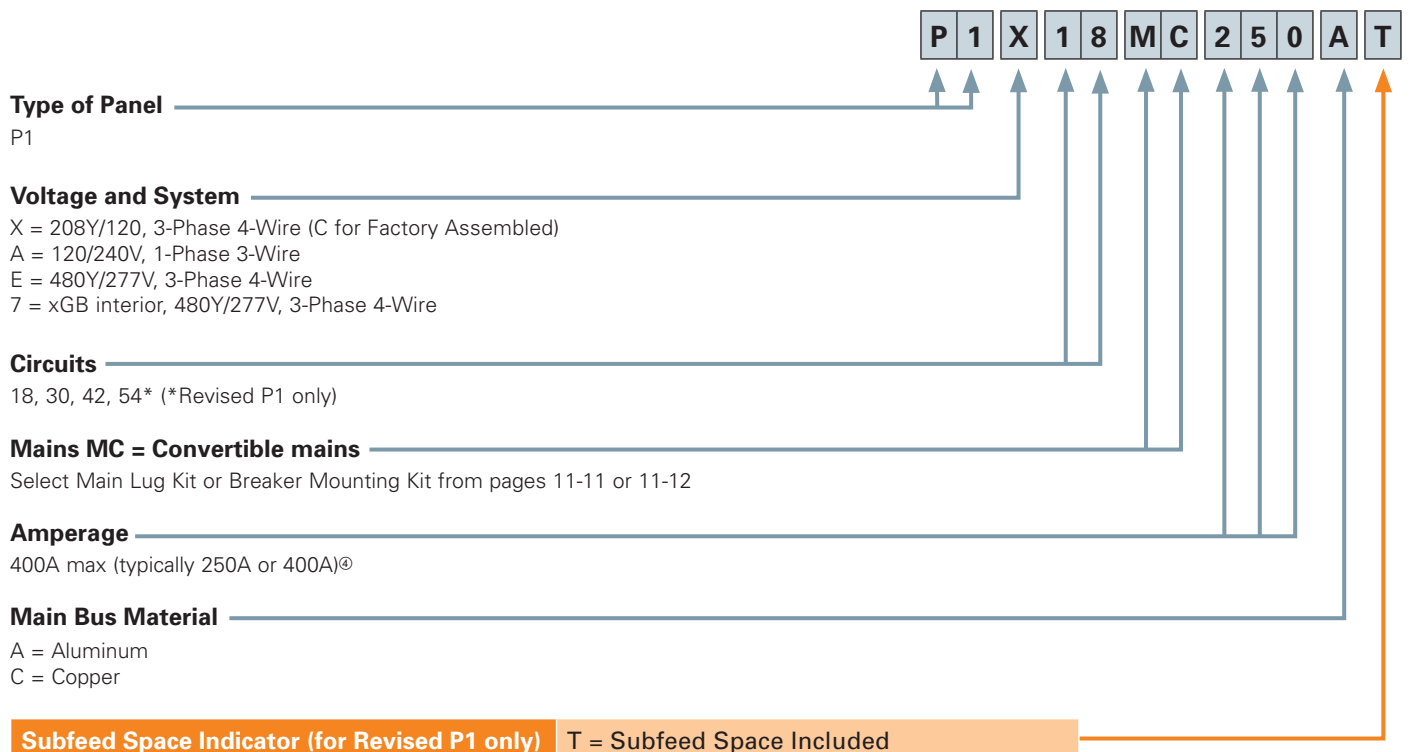 P 1 X 1 8 M C 2 5 0 A T
Type of Panel
P1
Voltage and System
X = 208Y/120, 3-Phase 4-Wire (C for Factory Assembled)
A = 120/240V, 1-Phase 3-Wire
E = 480Y/277V, 3-Phase 4-Wire
7 = xGB interior, 480Y/277V, 3-Phase 4-Wire
Circuits
18, 30, 42, 54* (*Revised P1 only)
Mains MC = Convertible mains
Select Main Lug Kit or Breaker Mounting Kit from pages 11-11 or 11-12
Amperage
400A max (typically 250A or 400A)④
Main Bus Material
A = Aluminum
C = Copper
Subfeed Space Indicator (for Revised P1 only) T = Subfeed Space Included